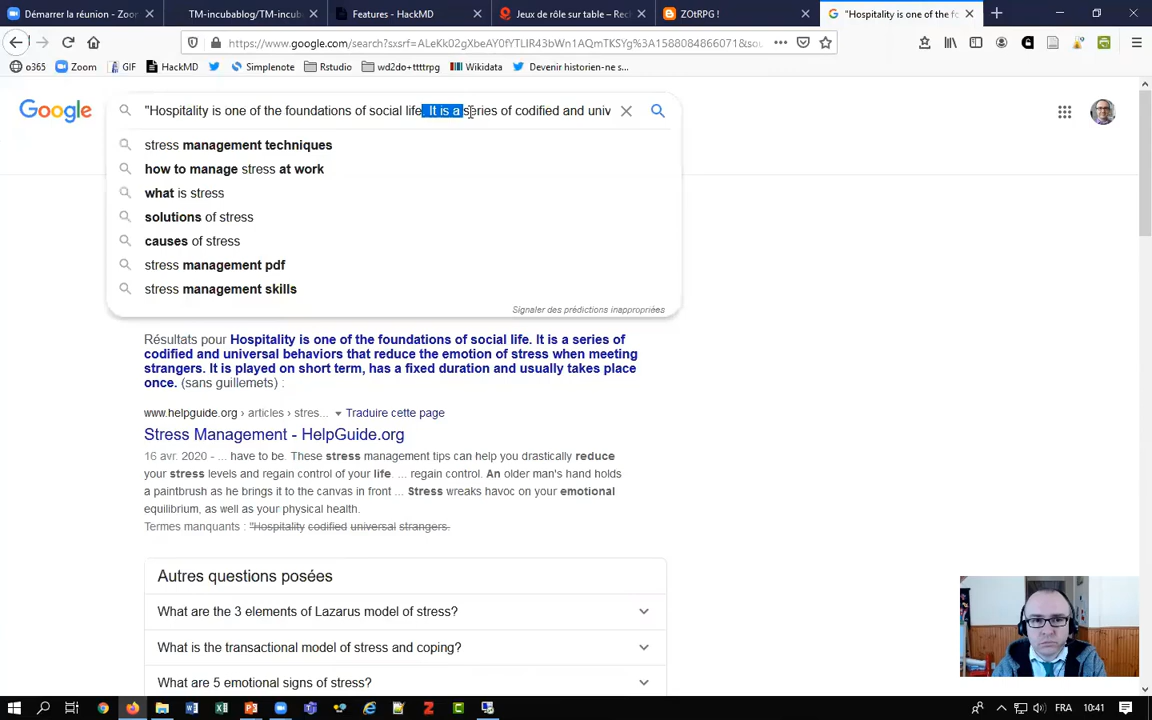 Démarrer la réunion - Zoom
TM-incubablog/TM-incub
Features - HackMD
Jeux de rôle sur table – Rec
ZOtRPG !
"Hospitality is one of the fo
https://www.google.com/search?sxsrf=ALeKk02gXbeAY0fYTLIR43bWn1AQmTKSYg%3A1588084866071&sou
o365
Zoom
GIF
HackMD
Simplenote
Rstudio
wd2do+ttttrpg
Wikidata
Devenir historien-ne s...
Google
"Hospitality is one of the foundations of social life. It is a series of codified and univ
stress management techniques
how to manage stress at work
what is stress
solutions of stress
causes of stress
stress management pdf
stress management skills
Signaler des prédictions inappropriées
Résultats pour Hospitality is one of the foundations of social life. It is a series of
codified and universal behaviors that reduce the emotion of stress when meeting
strangers. It is played on short term, has a fixed duration and usually takes place
once. (sans guillemets) :
www.helpguide.org › articles › stres... Traduire cette page
Stress Management - HelpGuide.org
16 avr. 2020 - ... have to be. These stress management tips can help you drastically reduce
your stress levels and regain control of your life. ... regain control. An older man's hand holds
a paintbrush as he brings it to the canvas in front ... Stress wreaks havoc on your emotional
equilibrium, as well as your physical health.
Termes manquants : "Hospitality codified universal strangers.
Autres questions posées
What are the 3 elements of Lazarus model of stress?
What is the transactional model of stress and coping?
What are 5 emotional signs of stress?
FRA
10:41